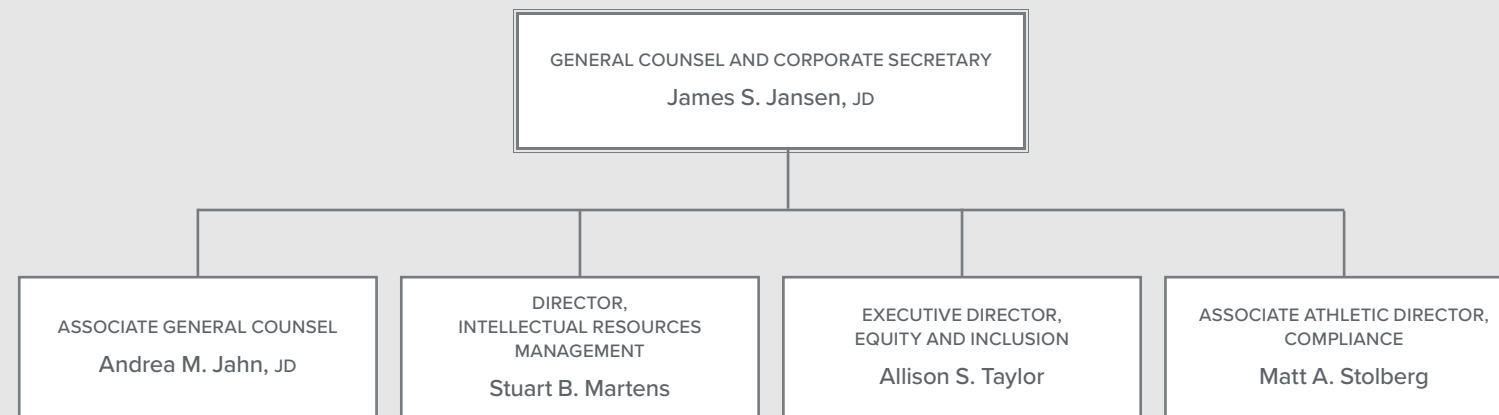 GENERAL COUNSEL AND CORPORATE SECRETARY
James S. Jansen, JD
ASSOCIATE GENERAL COUNSEL
Andrea M. Jahn, JD
DIRECTOR,
INTELLECTUAL RESOURCES
MANAGEMENT
Stuart B. Martens
EXECUTIVE DIRECTOR,
EQUITY AND INCLUSION
Allison S. Taylor
ASSOCIATE ATHLETIC DIRECTOR,
COMPLIANCE
Matt A. Stolberg